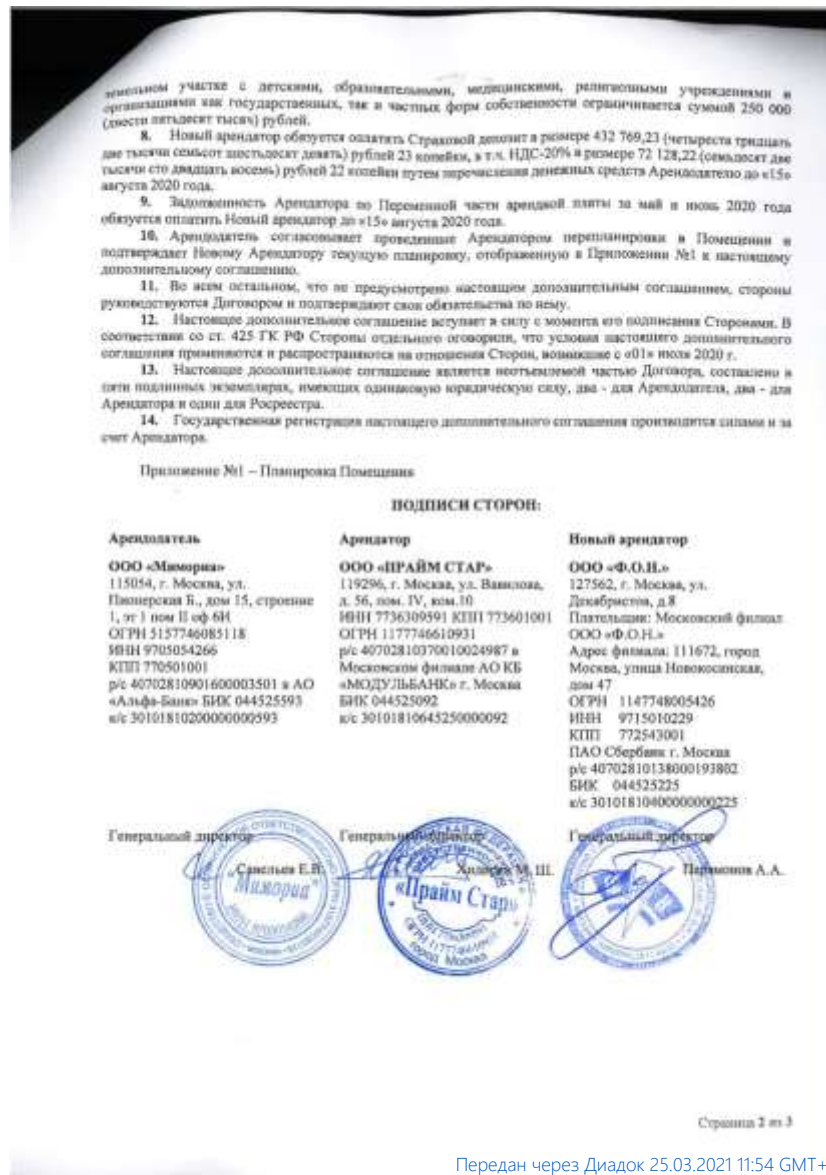 земельном участке с детскими, образовательными, медицинскими, религиозными учреждениями и
организациями как государственных, так и частных форм собственности ограничивается суммой 250 000
(двести пятьдесят тысяч) рублей.
8. Новый арендатор обязуется оплатить Страховой депозит в размере 432 769,23 (четыреста тридцать
две тысячи семьсот шестьдесят девять) рублей 23 копейки, в т.ч. НДС-20% в размере 72 128,22 (семьдесят две
тысячи сто двадцать восемь) рублей 22 копейки путем перечисления денежных средств Арендодателю до «15»
августа 2020 года.
9. Задолженность Арендатора по Переменной части арендной платы за май и июнь 2020 года
обязуется оплатить Новый арендатор до «15» августа 2020 года.
10. Арендодатель согласовывает проведенные Арендатором перепланировки в Помещении и
подтверждает Новому Арендатору текущую планировку, отображенную в Приложении №1 к настоящему
дополнительному соглашению.
11. Во всем остальном, что не предусмотрено настоящим дополнительным соглашением, стороны
руководствуются Договором и подтверждают свои обязательства по нему.
12. Настоящее дополнительное соглашение вступает в силу с момента его подписания Сторонами. В
соответствии со ст. 425 ГК РФ Стороны отдельного оговорили, что условия настоящего дополнительного
соглашения применяются и распространяются на отношения Сторон, возникшие с «01» июля 2020 г.
13. Настоящее дополнительное соглашение является неотъемлемой частью Договора, составлено в
пяти подлинных экземплярах, имеющих одинаковую юридическую силу, два - для Арендодателя, два - для
Арендатора и один для Росреестра.
14. Государственная регистрация настоящего дополнительного соглашения производится силами и за
счет Арендатора.
Приложение №1 – Планировка Помещения
ПОДПИСИ СТОРОН:
Арендодатель
ООО «Мимориа»
115054, г. Москва, ул.
Пионерская Б., дом 15, строение
1, эт 1 пом II оф 6И
ОГРН 5157746085118
ИНН 9705054266
КПП 770501001
р/с 40702810901600003501 в АО
«Альфа-Банк» БИК 044525593
к/с 30101810200000000593
Генеральный директор
Савельев Е.В.
Мимориа
Арендатор
ООО «ПРАЙМ СТАР»
119296, г. Москва, ул. Вавилова,
д. 56, пом. IV, ком.10
ИНН 7736309591 КПП 773601001
ОГРН 1177746610931
р/с 40702810370010024987 в
Московском филиале АО КБ
«МОДУЛЬБАНК» г. Москва
БИК 044525092
к/с 30101810645250000092
Генеральный директор
М. Ш.
«Прайм Стар»
город Москва
Новый арендатор
ООО «Ф.О.Н.»
127562, г. Москва, ул.
Декабристов, д.8
Плательщик: Московский филиал
ООО «Ф.О.Н.»
Адрес филиала: 111672, город
Москва, улица Новокосинская,
дом 47
ОГРН 1147748005426
ИНН 9715010229
КПП 772543001
ПАО Сбербанк г. Москва
р/с 40702810138000193802
БИК 044525225
к/с 30101810400000000225
Генеральный директор
Парамонов А.А.
Страница 2 из 3
Передан через Диадок 25.03.2021 11:54 GMT+